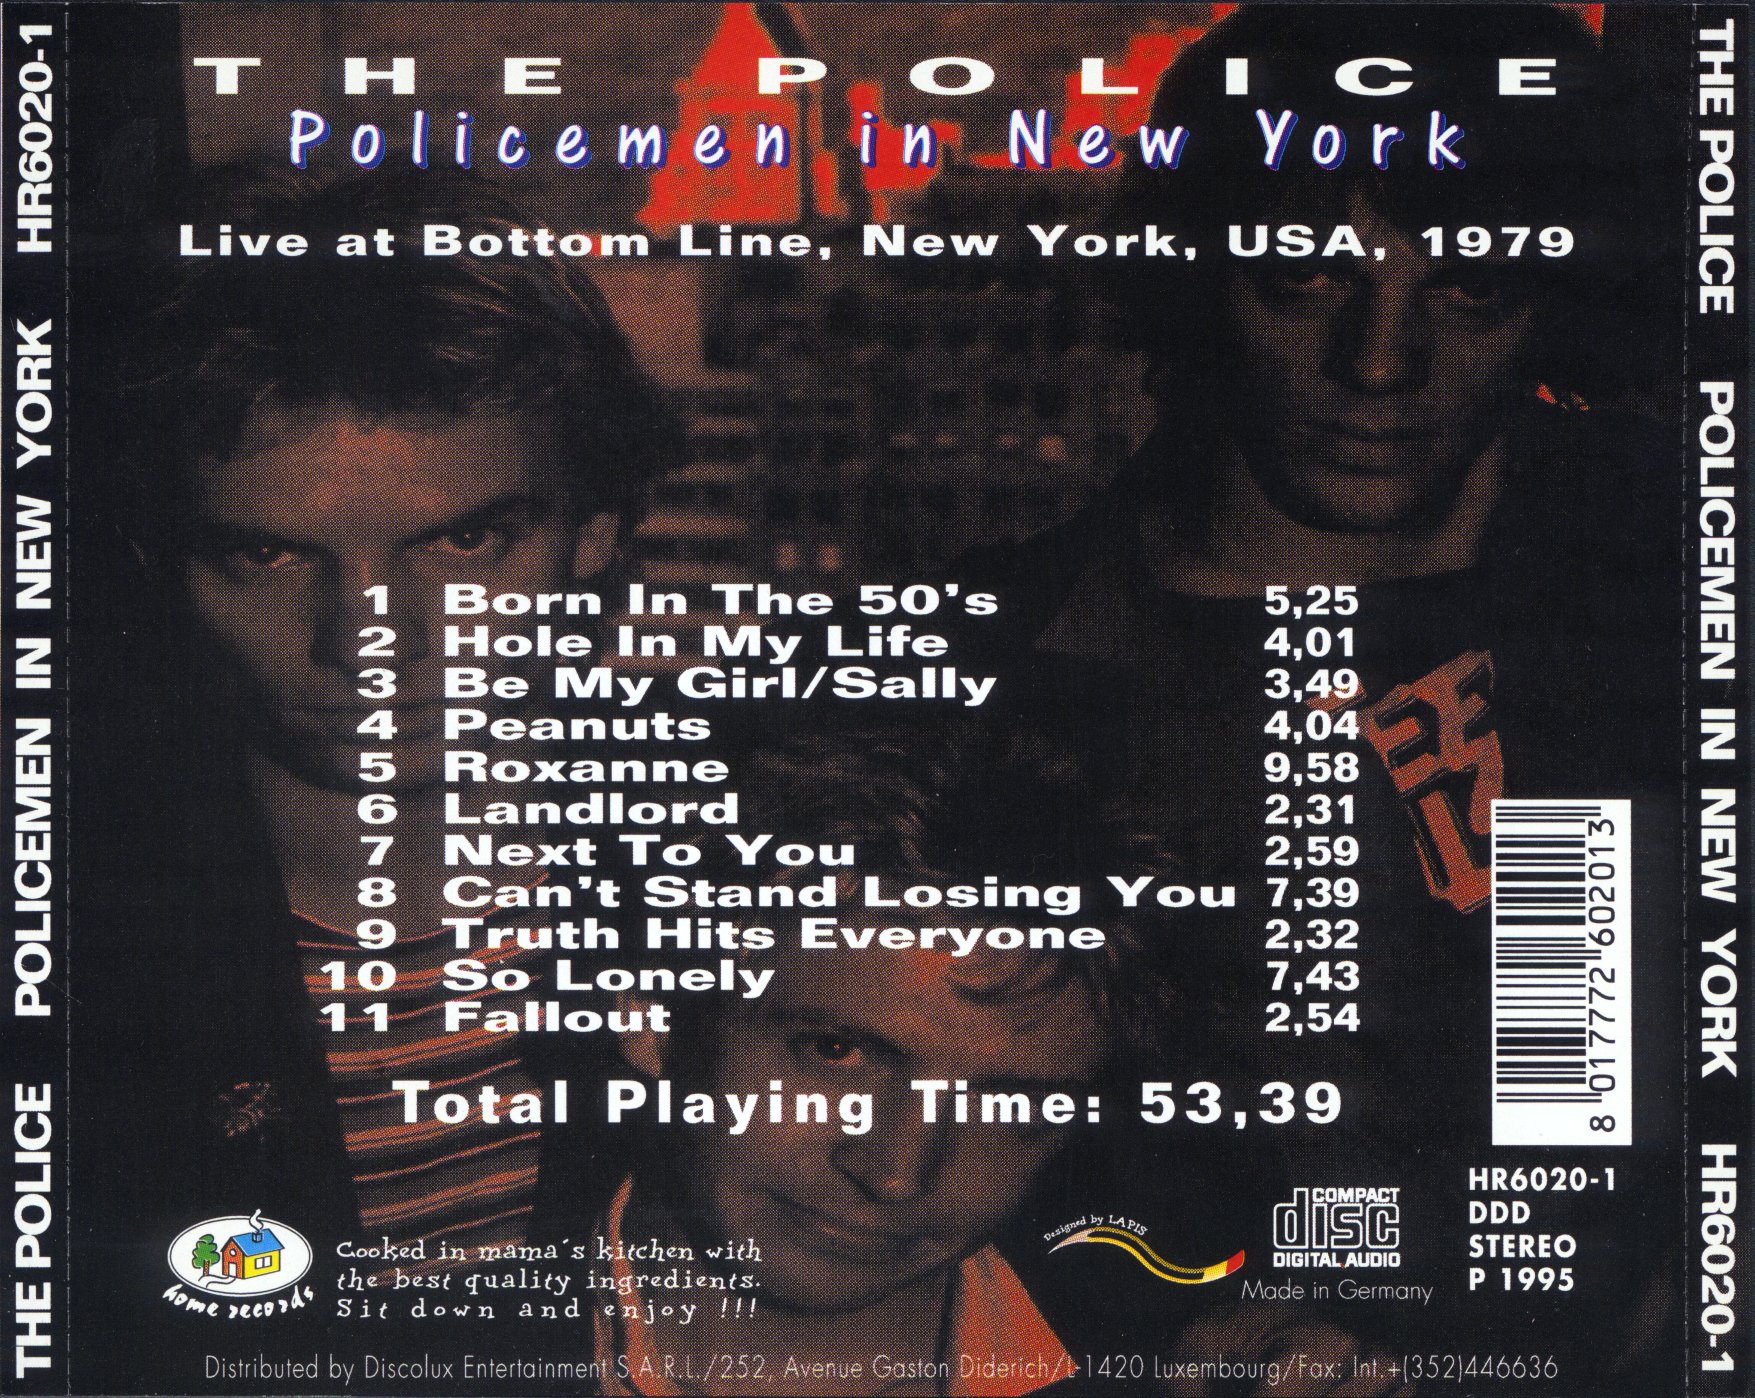 THE POLICE
Policemen in New York
Live at Bottom Line, New York, USA, 1979
1 Born In The 50's 5,25
2 Hole In My Life 4,01
3 Be My Girl/Sally 3,49
4 Peanuts 4,04
5 Roxanne 9,58
6 Landlord 2,31
7 Next To You 2,59
8 Can't Stand Losing You 7,39
9 Truth Hits Everyone 2,32
10 So Lonely 7,43
11 Fallout 2,54
Total Playing Time: 53,39
8 017772 602013
home records
Cooked in mama´s kitchen with
the best quality ingredients.
Sit down and enjoy !!!
Designed by LAPIS
COMPACT
disc
DIGITAL AUDIO
Made in Germany
HR6020-1
DDD
STEREO
P 1995
Distributed by Discolux Entertainment S.A.R.L./252, Avenue Gaston Diderich/L-1420 Luxembourg/Fax: Int.+(352)446636
THE POLICE POLICEMEN IN NEW YORK HR6020-1
THE POLICE POLICEMEN IN NEW YORK HR6020-1